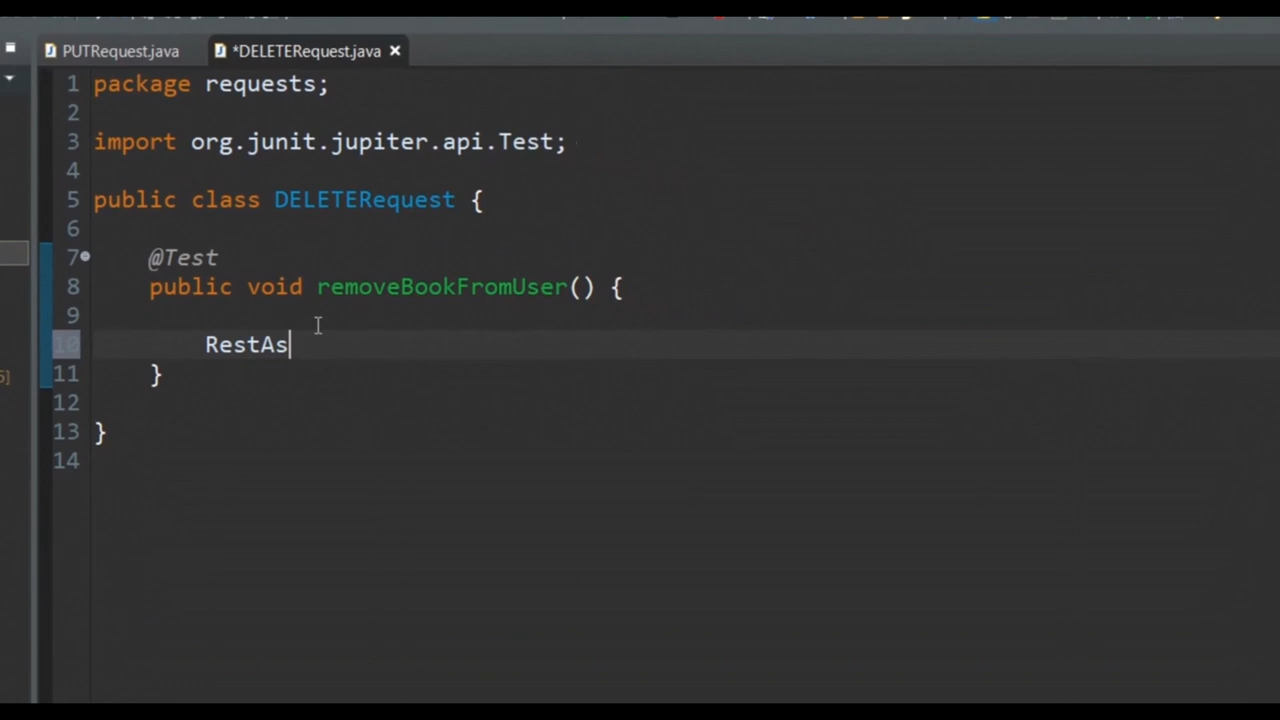 PUTRequest.java *DELETERequest.java
1 package requests;
2
3 import org.junit.jupiter.api.Test;
4
5 public class DELETERequest {
6
7 @Test
8 public void removeBookFromUser() {
9
10 RestAs
11 }
12
13 }
14